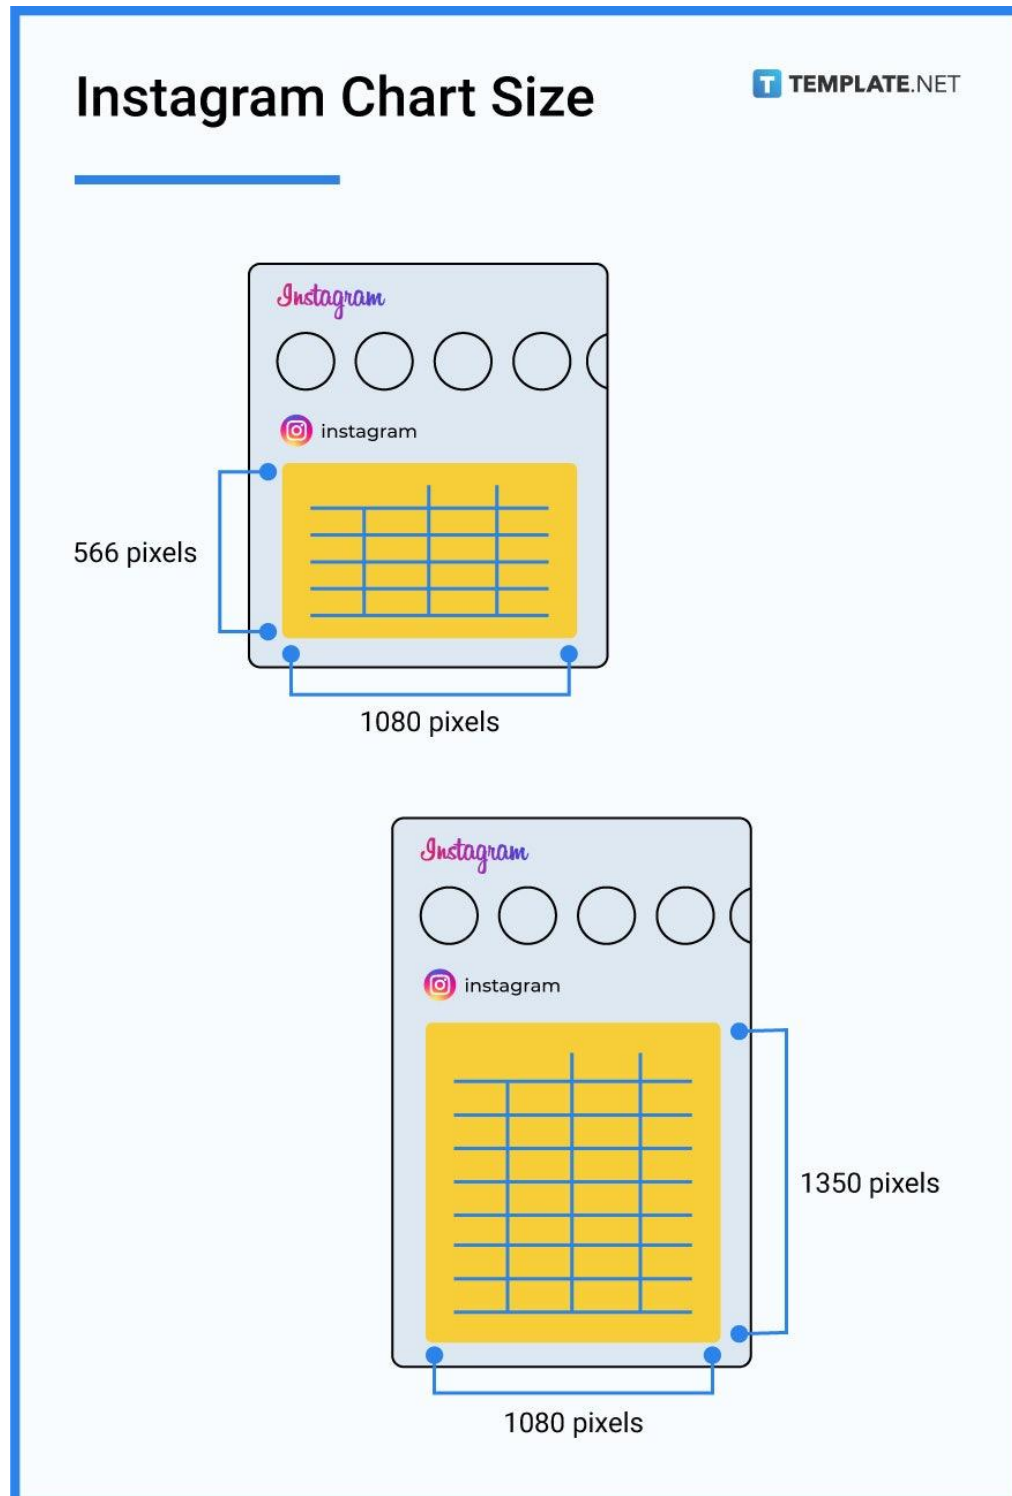 Instagram Chart Size
T TEMPLATE.NET
Instagram
instagram
566 pixels
1080 pixels
Instagram
instagram
1350 pixels
1080 pixels